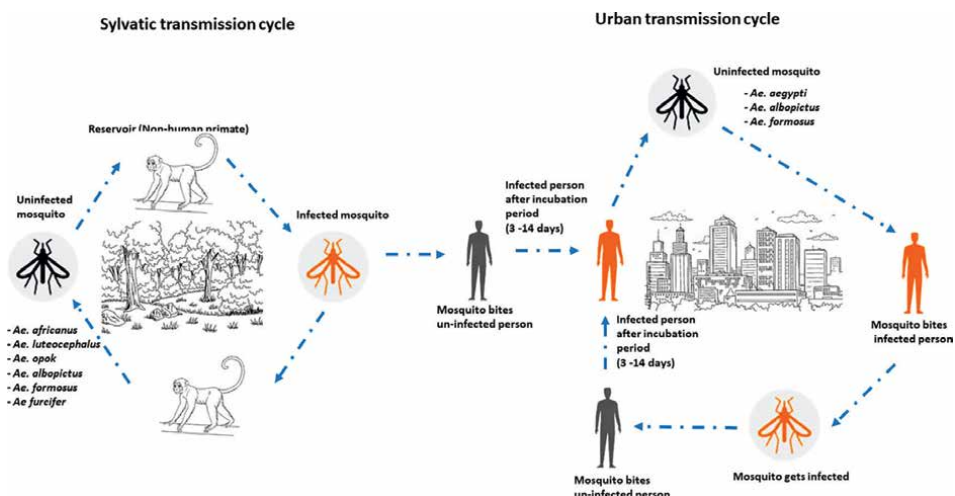 Sylvatic transmission cycle
Urban transmission cycle
Uninfected mosquito
- Ae. aegypti
- Ae. albopictus
- Ae. formosus
Reservoir (Non-human primate)
Uninfected
mosquito
Infected mosquito
Infected person
after incubation
period
(3 -14 days)
Mosquito bites
un-infected person
Infected person
after incubation
period
(3 -14 days)
Mosquito bites
infected person
- Ae. africanus
- Ae. luteocephalus
- Ae. opok
- Ae. albopictus
- Ae. formosus
- Ae furcifer
Mosquito gets infected
Mosquito bites
un-infected person